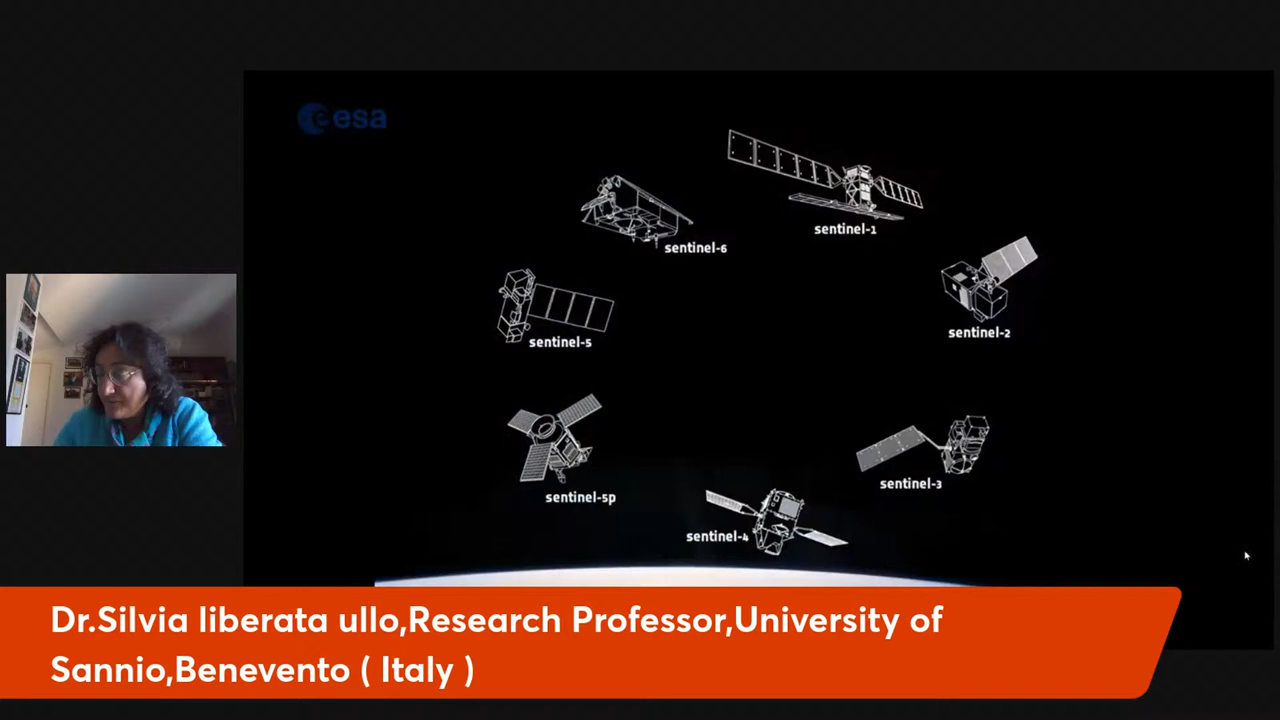 esa
sentinel-1
sentinel-6
sentinel-2
sentinel-5
sentinel-3
sentinel-5p
sentinel-4
Dr.Silvia liberata ullo,Research Professor,University of
Sannio,Benevento ( Italy )